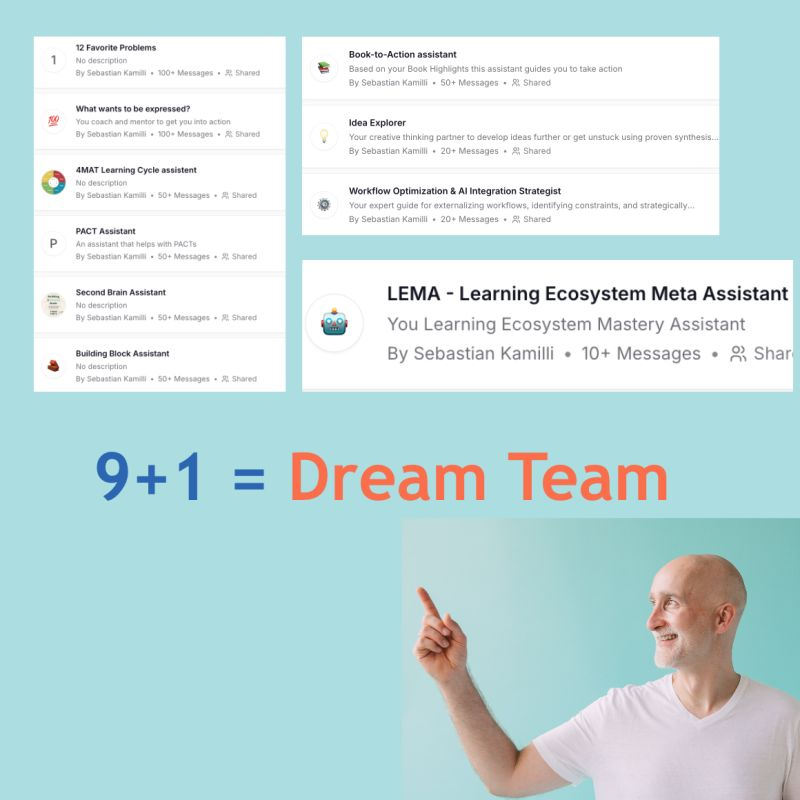 1
12 Favorite Problems
No description
By Sebastian Kamilli • 100+ Messages • Shared
100
What wants to be expressed?
You coach and mentor to get you into action
By Sebastian Kamilli • 100+ Messages • Shared
4MAT Learning Cycle assistent
No description
By Sebastian Kamilli • 50+ Messages • Shared
P
PACT Assistant
An assistant that helps with PACTs
By Sebastian Kamilli • 50+ Messages • Shared
Second Brain Assistant
No description
By Sebastian Kamilli • 50+ Messages • Shared
Building Block Assistant
No description
By Sebastian Kamilli • 50+ Messages • Shared
Book-to-Action assistant
Based on your Book Highlights this assistant guides you to take action
By Sebastian Kamilli • 50+ Messages • Shared
Idea Explorer
Your creative thinking partner to develop ideas further or get unstuck using proven synthesis...
By Sebastian Kamilli • 20+ Messages • Shared
Workflow Optimization & AI Integration Strategist
Your expert guide for externalizing workflows, identifying constraints, and strategically...
By Sebastian Kamilli • 20+ Messages • Shared
LEMA - Learning Ecosystem Meta Assistant
You Learning Ecosystem Mastery Assistant
By Sebastian Kamilli • 10+ Messages • Shar
9+1 = Dream Team